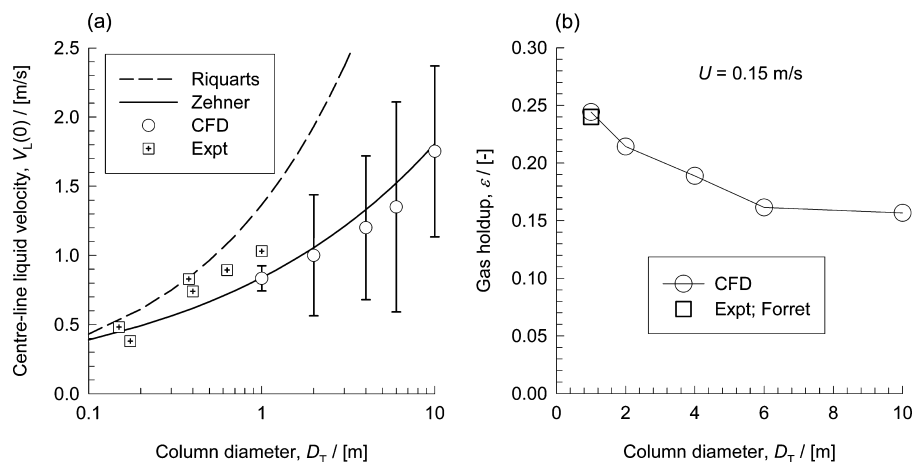 (a)
Centre-line liquid velocity, V_L(0) / [m/s]
2.5
2.0
1.5
1.0
0.5
0.0
Riquarts
Zehner
CFD
Expt
0.1
1
10
Column diameter, D_T / [m]
(b)
Gas holdup, ε / [-]
0.30
0.25
0.20
0.15
0.10
0.05
0.00
U = 0.15 m/s
CFD
Expt; Forret
0
2
4
6
8
10
Column diameter, D_T / [m]